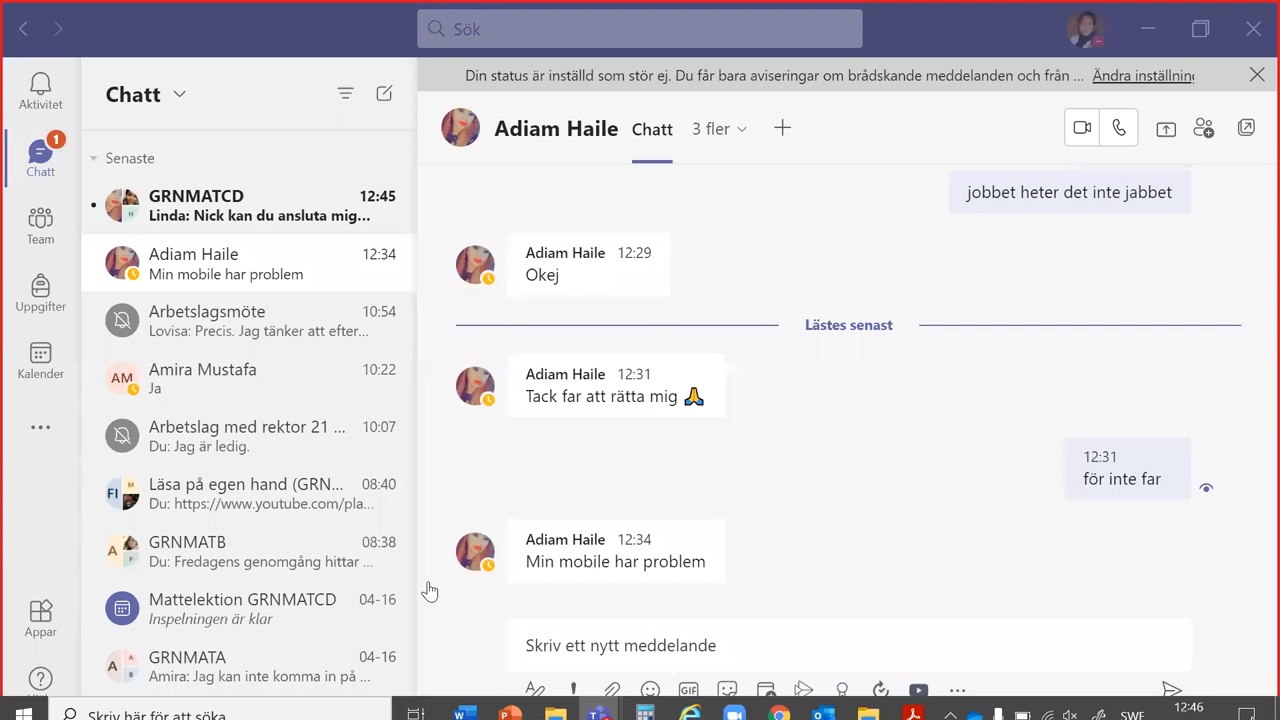 Sök
Din status är inställd som stör ej. Du får bara aviseringar om brådskande meddelanden och från ... Ändra inställning
Aktivitet
1
Chatt
Team
Uppgifter
Kalender
Appar
Chatt
Senaste
GRNMATCD 12:45
Linda: Nick kan du ansluta mig...
Adiam Haile 12:34
Min mobile har problem
Arbetslagsmöte 10:54
Lovisa: Precis. Jag tänker att efter...
AM
Amira Mustafa 10:22
Ja
Arbetslag med rektor 21 ... 10:07
Du: Jag är ledig.
FI M
Läsa på egen hand (GRN... 08:40
Du: https://www.youtube.com/pla...
A F
GRNMATB 08:38
Du: Fredagens genomgång hittar ...
Mattelektion GRNMATCD 04-16
Inspelningen är klar
A A B
GRNMATA 04-16
Amira: Jag kan inte komma in på ...
Adiam Haile Chatt 3 fler
jobbet heter det inte jabbet
Adiam Haile 12:29
Okej
Lästes senast
Adiam Haile 12:31
Tack far att rätta mig 🙏
12:31
för inte far
Adiam Haile 12:34
Min mobile har problem
Skriv ett nytt meddelande
GIF
Skriv här för att söka
SWE
12:46